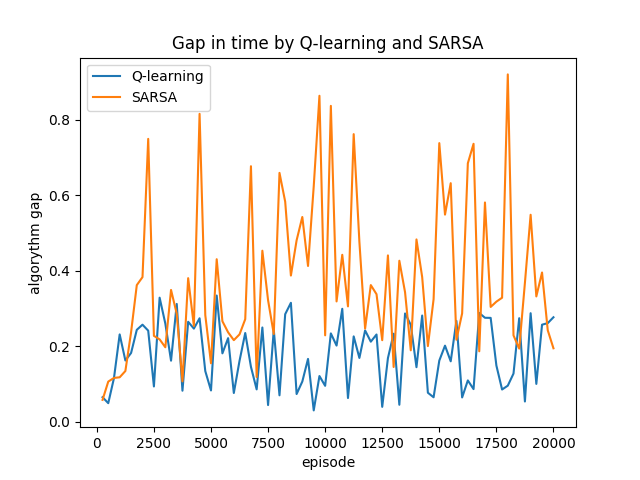 Gap in time by Q-learning and SARSA
Q-learning
SARSA
algorythm gap
0.8
0.6
0.4
0.2
0.0
0 2500 5000 7500 10000 12500 15000 17500 20000
episode